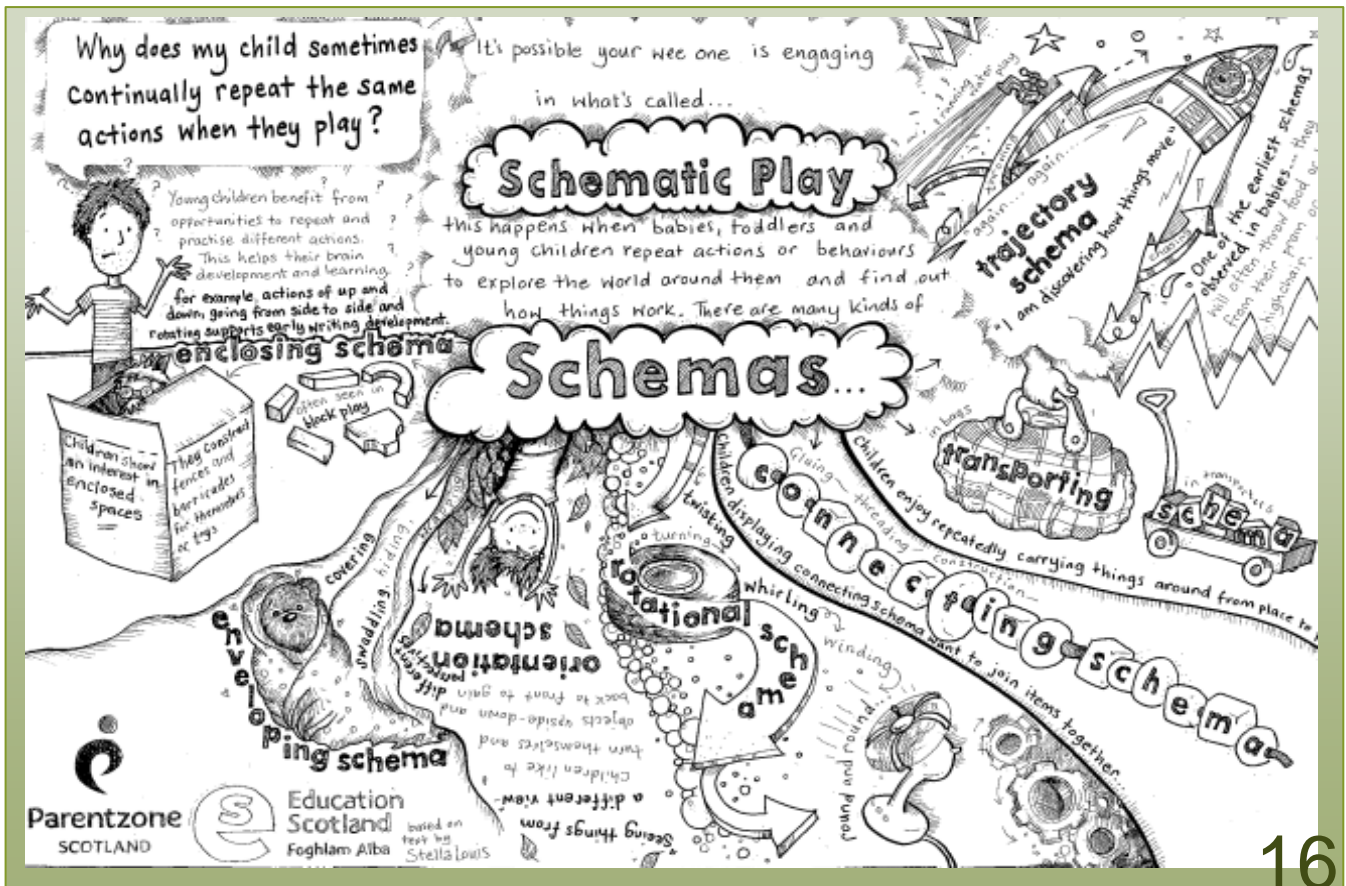 Why does my child sometimes
continually repeat the same
actions when they play?
It's possible your wee one is engaging
in what's called...
Schematic Play
this happens when babies, toddlers and
young children repeat actions or behaviours
to explore the world around them and find out
how things work. There are many kinds of
Schemas...
Young children benefit from
opportunities to repeat and
practise different actions.
This helps their brain
development and learning.
for example, actions of up and
down, going from side to side and
rotating supports early writing development.
enclosing schema
often seen in
block play
Children show
an interest in
enclosed
spaces
They construct
fences and
barricades
for themselves
or toys
running
water play
"again... again...
trajectory
schema
"I am discovering how things move"
One of the earliest schemas
observed in babies... they
will often throw food or
from their pram or
highchair.
in bags
transporting
in transporters
schema
Children enjoy repeatedly carrying things around from place to
gluing - threading - construction -
connecting schema
Children displaying connecting schema want to join items together...
twisting
turning
rotational schema
whirling
winding
round and round...
covering
swaddling, hiding,
enveloping schema
"Seeing things from
a different view"
Children like to
turn themselves and
objects upside-down and
back to front to gain different
perspectives
orientation
schema
Parentzone
SCOTLAND
Education
Scotland
Foghlam Alba
based on
text by
Stella Louis
16